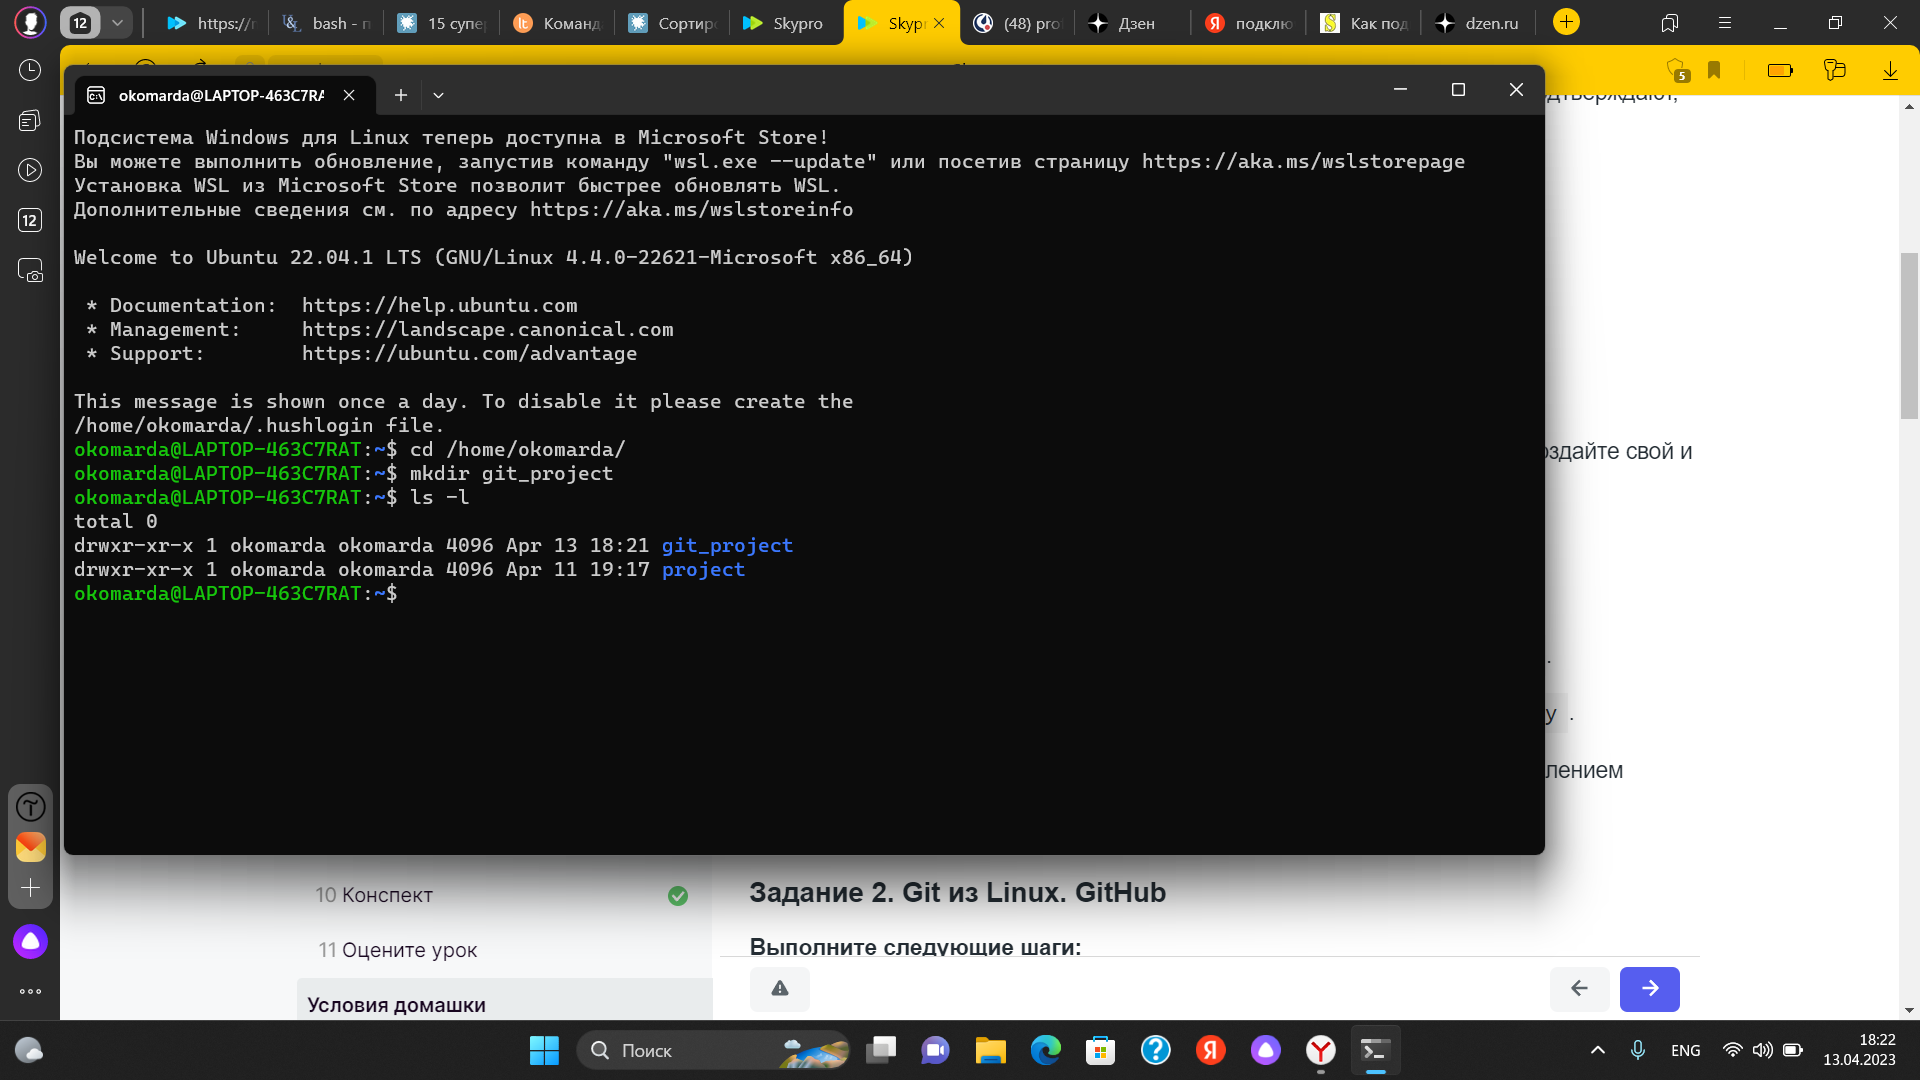 12
https://
bash - п
15 супе
Команд
Сортир
Skypro
Skyp
(48) pro
Дзен
подклю
Как под
dzen.ru
5
okomarda@LAPTOP-463C7RA
дтверждают,
Подсистема Windows для Linux теперь доступна в Microsoft Store!
Вы можете выполнить обновление, запустив команду "wsl.exe --update" или посетив страницу https://aka.ms/wslstorepage
Установка WSL из Microsoft Store позволит быстрее обновлять WSL.
Дополнительные сведения см. по адресу https://aka.ms/wslstoreinfo
12
Welcome to Ubuntu 22.04.1 LTS (GNU/Linux 4.4.0-22621-Microsoft x86_64)
* Documentation:  https://help.ubuntu.com
* Management:     https://landscape.canonical.com
* Support:        https://ubuntu.com/advantage
This message is shown once a day. To disable it please create the
/home/okomarda/.hushlogin file.
okomarda@LAPTOP-463C7RAT:~$ cd /home/okomarda/
okomarda@LAPTOP-463C7RAT:~$ mkdir git_project
okomarda@LAPTOP-463C7RAT:~$ ls -l
total 0
drwxr-xr-x 1 okomarda okomarda 4096 Apr 13 18:21 git_project
drwxr-xr-x 1 okomarda okomarda 4096 Apr 11 19:17 project
okomarda@LAPTOP-463C7RAT:~$
оздайте свой и
.
у .
лением
10 Конспект
11 Оцените урок
Условия домашки
Задание 2. Git из Linux. GitHub
Выполните следующие шаги:
Поиск
ENG
18:22
13.04.2023